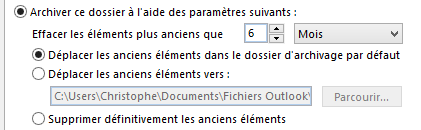 Archiver ce dossier à l'aide des paramètres suivants :
Effacer les éléments plus anciens que 6 Mois
Déplacer les anciens éléments dans le dossier d'archivage par défaut
Déplacer les anciens éléments vers :
C:\Users\Christophe\Documents\Fichiers Outlook\ Parcourir...
Supprimer définitivement les anciens éléments